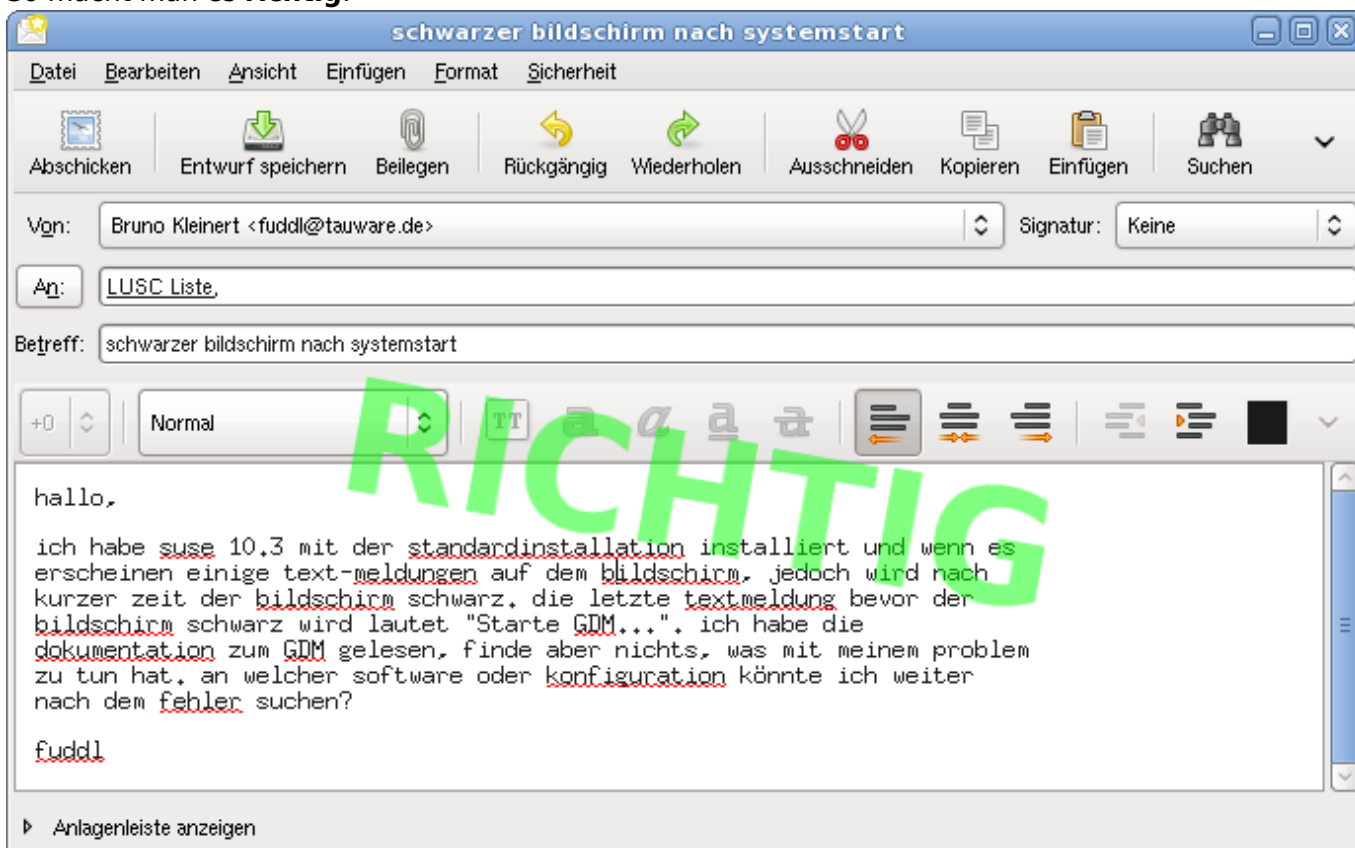 So macht man es richtig:
schwarzer bildschirm nach systemstart
Datei Bearbeiten Ansicht Einfügen Format Sicherheit
Abschicken Entwurf speichern Beilegen Rückgängig Wiederholen Ausschneiden Kopieren Einfügen Suchen
Von: Bruno Kleinert <fuddl@tauware.de> Signatur: Keine
An: LUSC Liste,
Betreff: schwarzer bildschirm nach systemstart
+0 Normal TT a a a a
RICHTIG
hallo,
ich habe suse 10.3 mit der standardinstallation installiert und wenn es
erscheinen einige text-meldungen auf dem bildschirm, jedoch wird nach
kurzer zeit der bildschirm schwarz. die letzte textmeldung bevor der
bildschirm schwarz wird lautet "Starte GDM...". ich habe die
dokumentation zum GDM gelesen, finde aber nichts, was mit meinem problem
zu tun hat. an welcher software oder konfiguration könnte ich weiter
nach dem fehler suchen?
fuddl
Anlagenleiste anzeigen